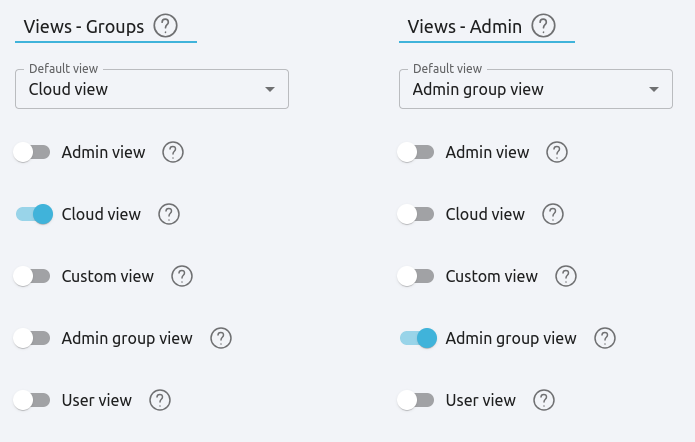 Views - Groups ?
Default view
Cloud view
Admin view ?
Cloud view ?
Custom view ?
Admin group view ?
User view ?
Views - Admin ?
Default view
Admin group view
Admin view ?
Cloud view ?
Custom view ?
Admin group view ?
User view ?